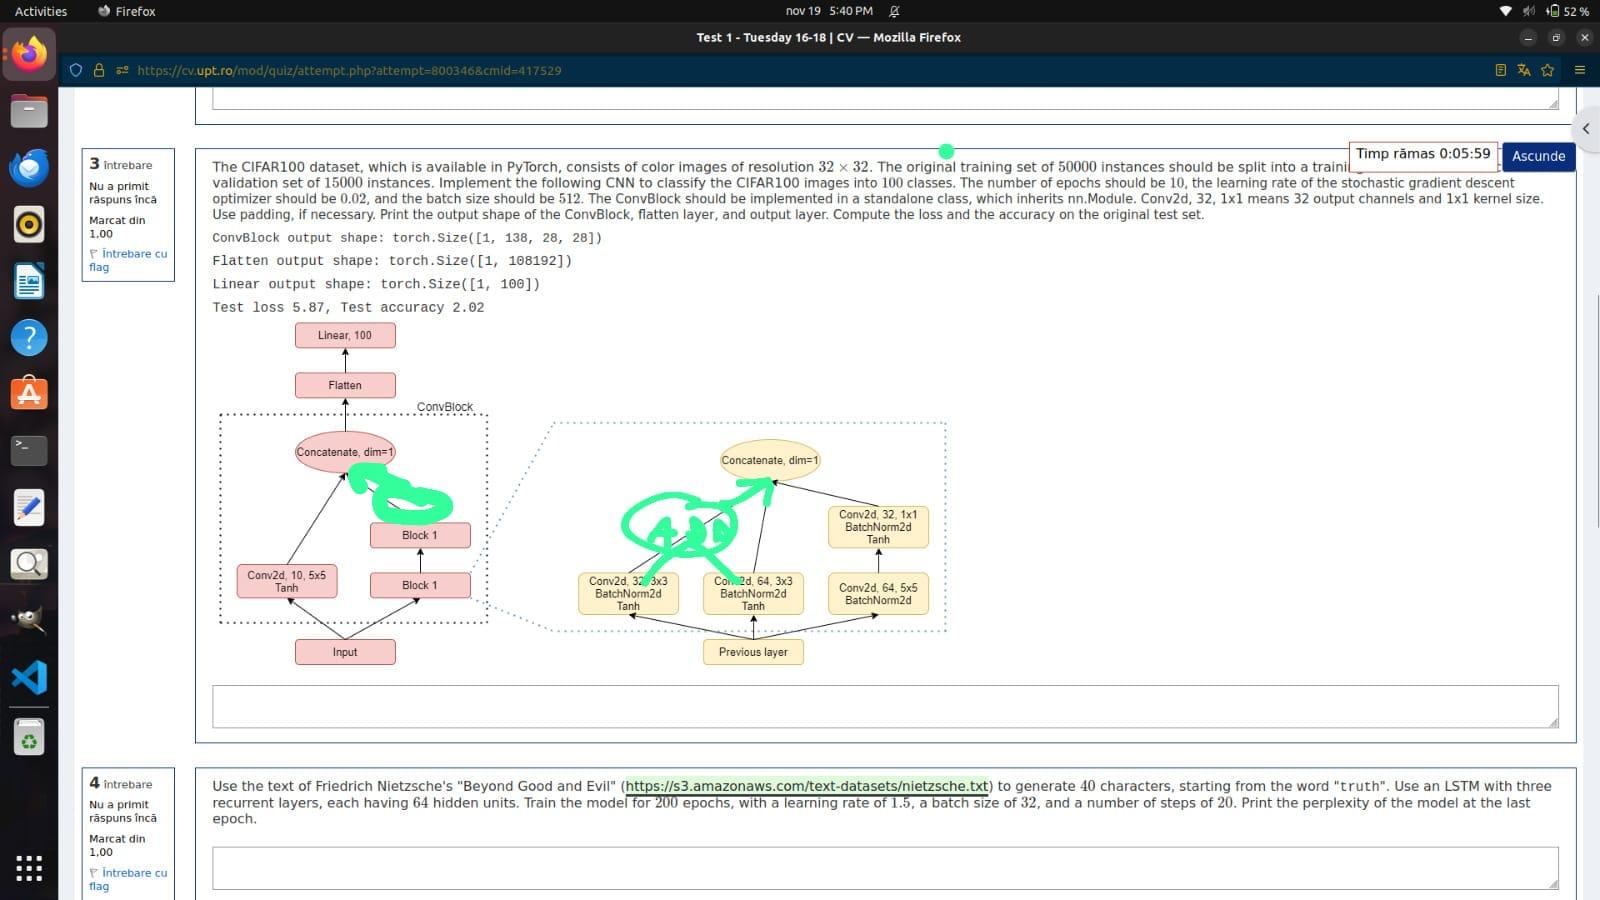 Activities
Firefox
nov 19 5:40 PM
52 %
Test 1 - Tuesday 16-18 | CV — Mozilla Firefox
https://cv.upt.ro/mod/quiz/attempt.php?attempt=800346&cmid=417529
3 Întrebare
Nu a primit
răspuns încă
Marcat din
1,00
Întrebare cu
flag
Timp rămas 0:05:59
Ascunde
The CIFAR100 dataset, which is available in PyTorch, consists of color images of resolution 32 × 32. The original training set of 50000 instances should be split into a
validation set of 15000 instances. Implement the following CNN to classify the CIFAR100 images into 100 classes. The number of epochs should be 10, the learning rate of the stochastic gradient descent
optimizer should be 0.02, and the batch size should be 512. The ConvBlock should be implemented in a standalone class, which inherits nn.Module. Conv2d, 32, 1x1 means 32 output channels and 1x1 kernel size.
Use padding, if necessary. Print the output shape of the ConvBlock, flatten layer, and output layer. Compute the loss and the accuracy on the original test set.
ConvBlock output shape: torch.Size([1, 138, 28, 28])
Flatten output shape: torch.Size([1, 108192])
Linear output shape: torch.Size([1, 100])
Test loss 5.87, Test accuracy 2.02
Linear, 100
Flatten
ConvBlock
Concatenate, dim=1
Block 1
Block 1
Conv2d, 10, 5x5
Tanh
Input
Concatenate, dim=1
Conv2d, 32, 1x1
BatchNorm2d
Tanh
Conv2d, 32, 3x3
BatchNorm2d
Tanh
Conv2d, 64, 3x3
BatchNorm2d
Tanh
Conv2d, 64, 5x5
BatchNorm2d
Previous layer
4 Întrebare
Nu a primit
răspuns încă
Marcat din
1,00
Întrebare cu
flag
Use the text of Friedrich Nietzsche's "Beyond Good and Evil" (https://s3.amazonaws.com/text-datasets/nietzsche.txt) to generate 40 characters, starting from the word "truth". Use an LSTM with three
recurrent layers, each having 64 hidden units. Train the model for 200 epochs, with a learning rate of 1.5, a batch size of 32, and a number of steps of 20. Print the perplexity of the model at the last
epoch.